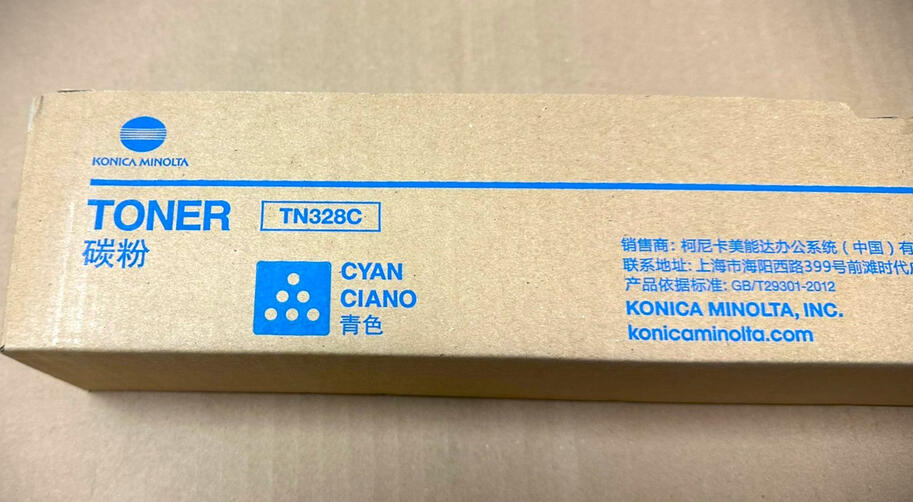 KONICA MINOLTA
TONER TN328C
碳粉
CYAN
CIANO
青色
销售商: 柯尼卡美能达办公系统（中国）有
联系地址: 上海市海阳西路399号前滩时代
产品依据标准: GB/T29301-2012
KONICA MINOLTA, INC.
konicaminolta.com